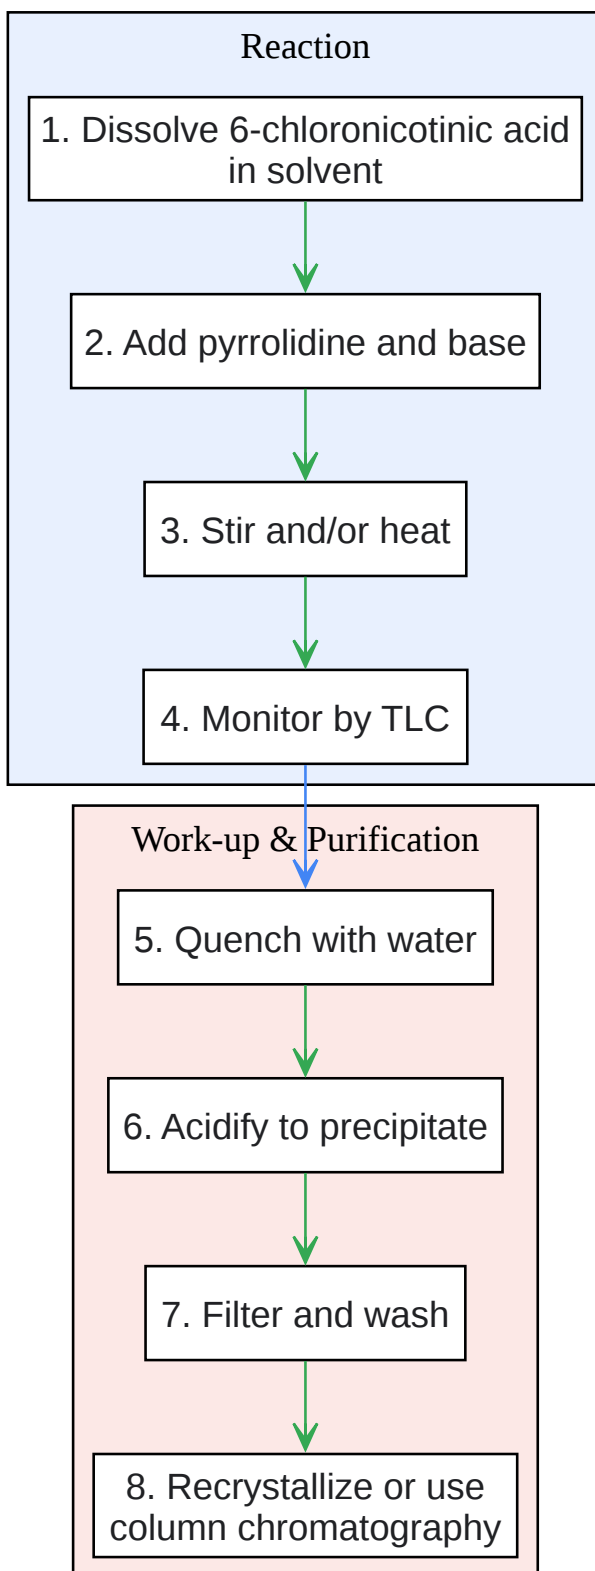 Reaction
1. Dissolve 6-chloronicotinic acid
in solvent
2. Add pyrrolidine and base
3. Stir and/or heat
4. Monitor by TLC
Work-up & Purification
5. Quench with water
6. Acidify to precipitate
7. Filter and wash
8. Recrystallize or use
column chromatography